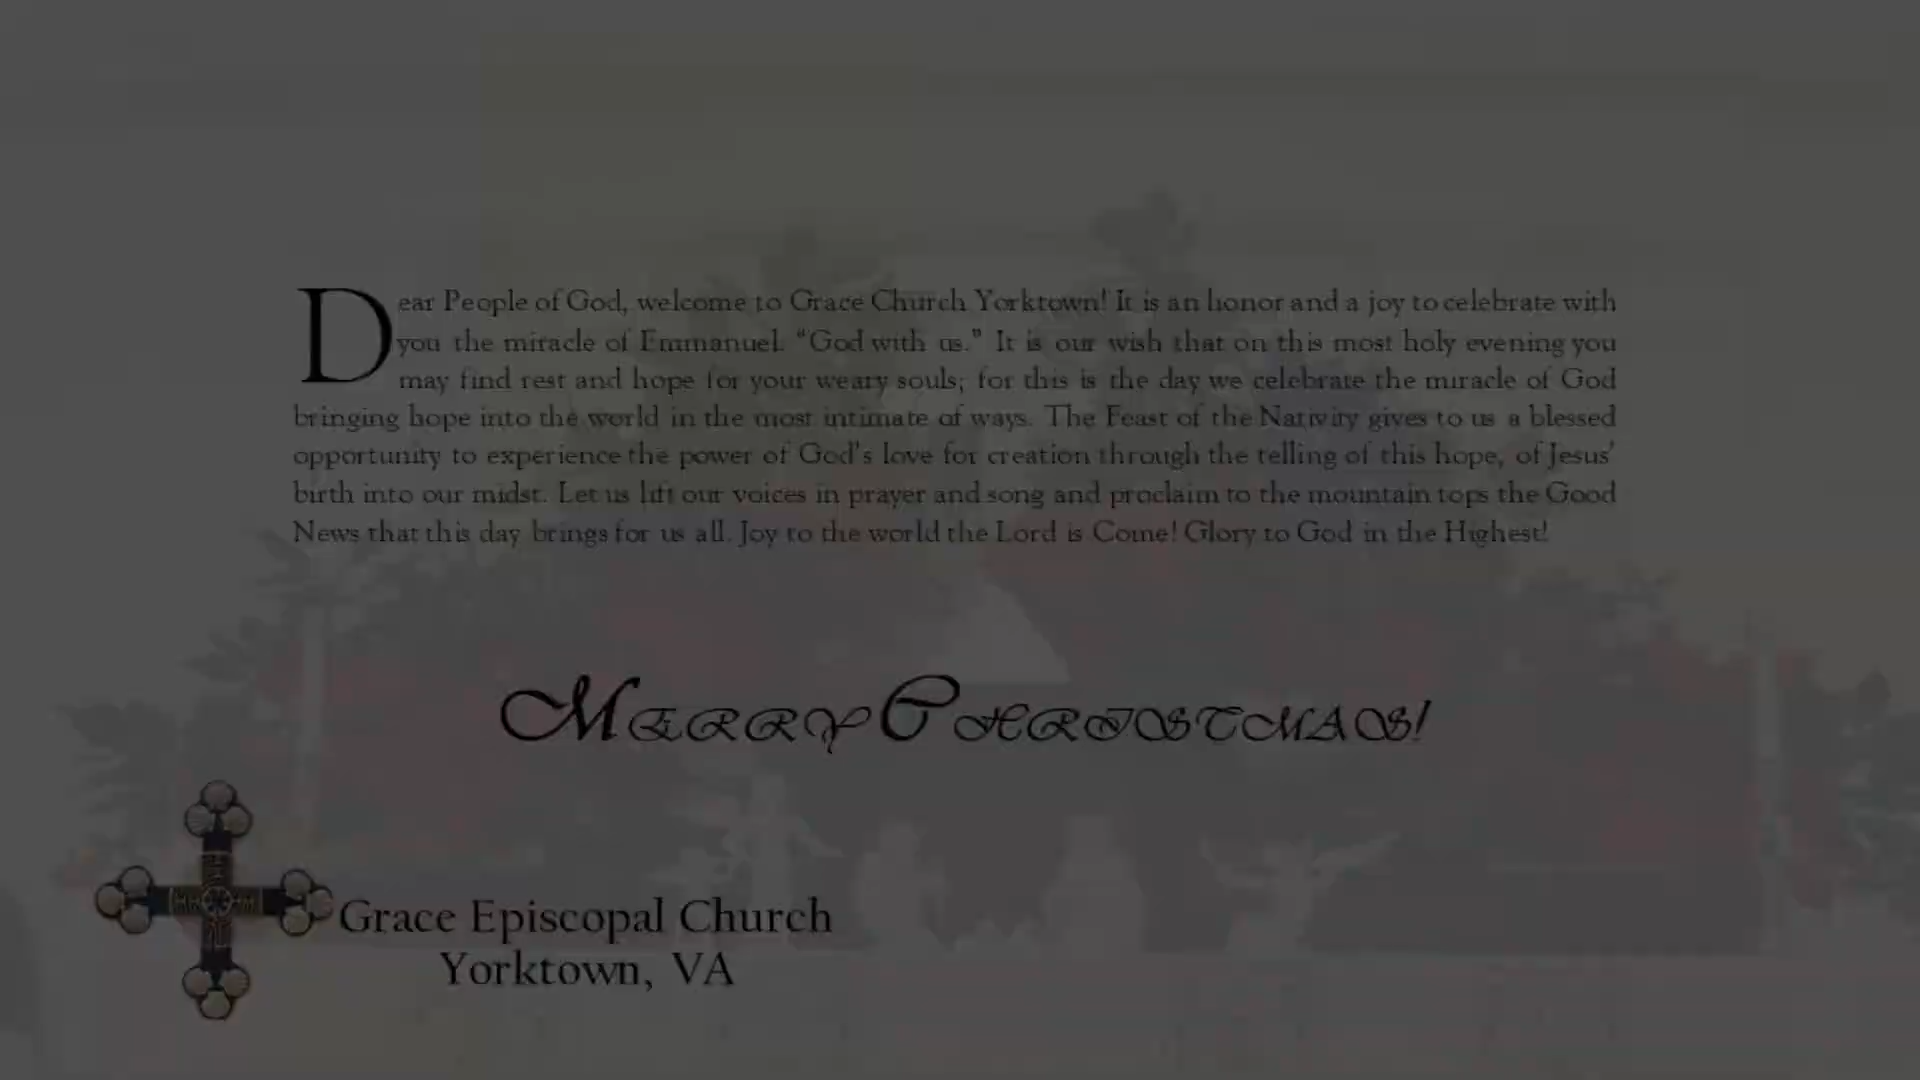 Dear People of God, welcome to Grace Church Yorktown! It is an honor and a joy to celebrate with
you the miracle of Emmanuel. “God with us.” It is our wish that on this most holy evening you
may find rest and hope for your weary souls; for this is the day we celebrate the miracle of God
bringing hope into the world in the most intimate of ways. The Feast of the Nativity gives to us a blessed
opportunity to experience the power of God's love for creation through the telling of this hope, of Jesus'
birth into our midst. Let us lift our voices in prayer and song and proclaim to the mountain tops the Good
News that this day brings for us all. Joy to the world the Lord is Come! Glory to God in the Highest!
MERRY CHRISTMAS!
Grace Episcopal Church
Yorktown, VA